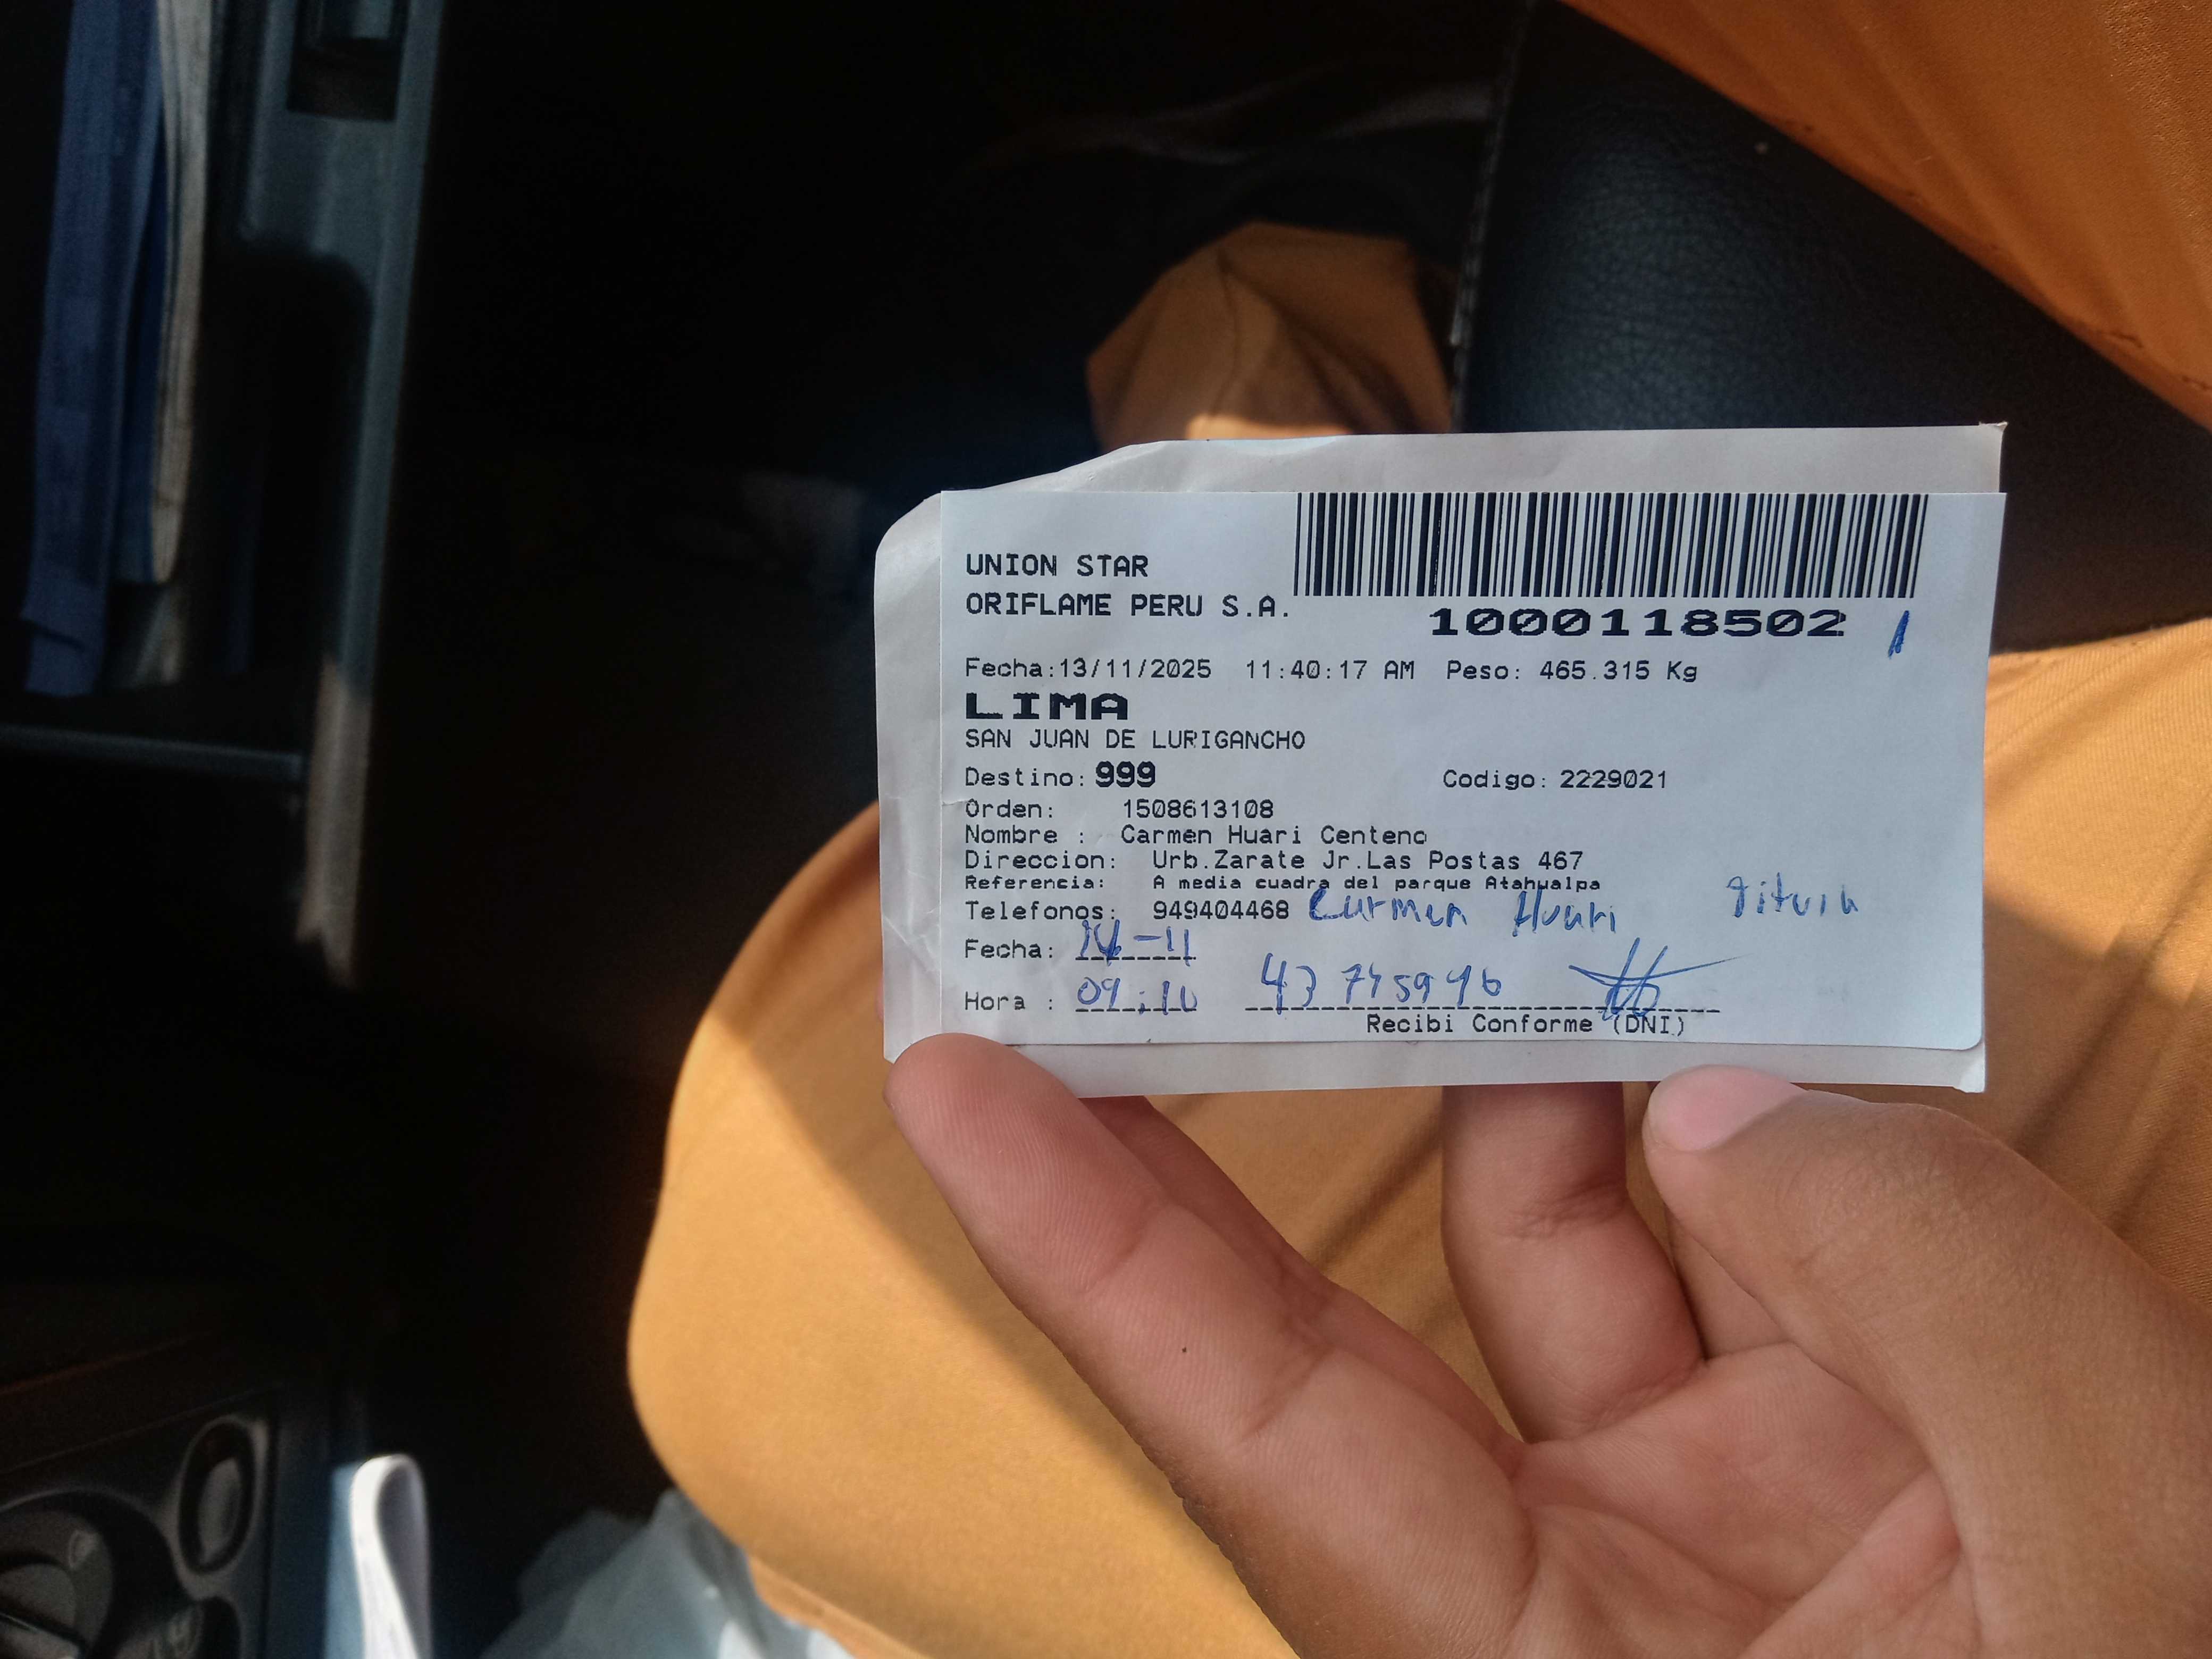 UNION STAR
ORIFLAME PERU S.A.
1000118502
Fecha:13/11/2025 11:40:17 AM Peso: 465.315 Kg
LIMA
SAN JUAN DE LURIGANCHO
Destino: 999 Codigo: 2229021
Orden: 1508613108
Nombre : Carmen Huari Centeno
Direccion: Urb.Zarate Jr.Las Postas 467
Referencia: A media cuadra del parque Atahualpa
Telefonos: 949404468 Carmen Huari
Fecha: 14-11
Hora : 09:10
Recibi Conforme (DNI.)